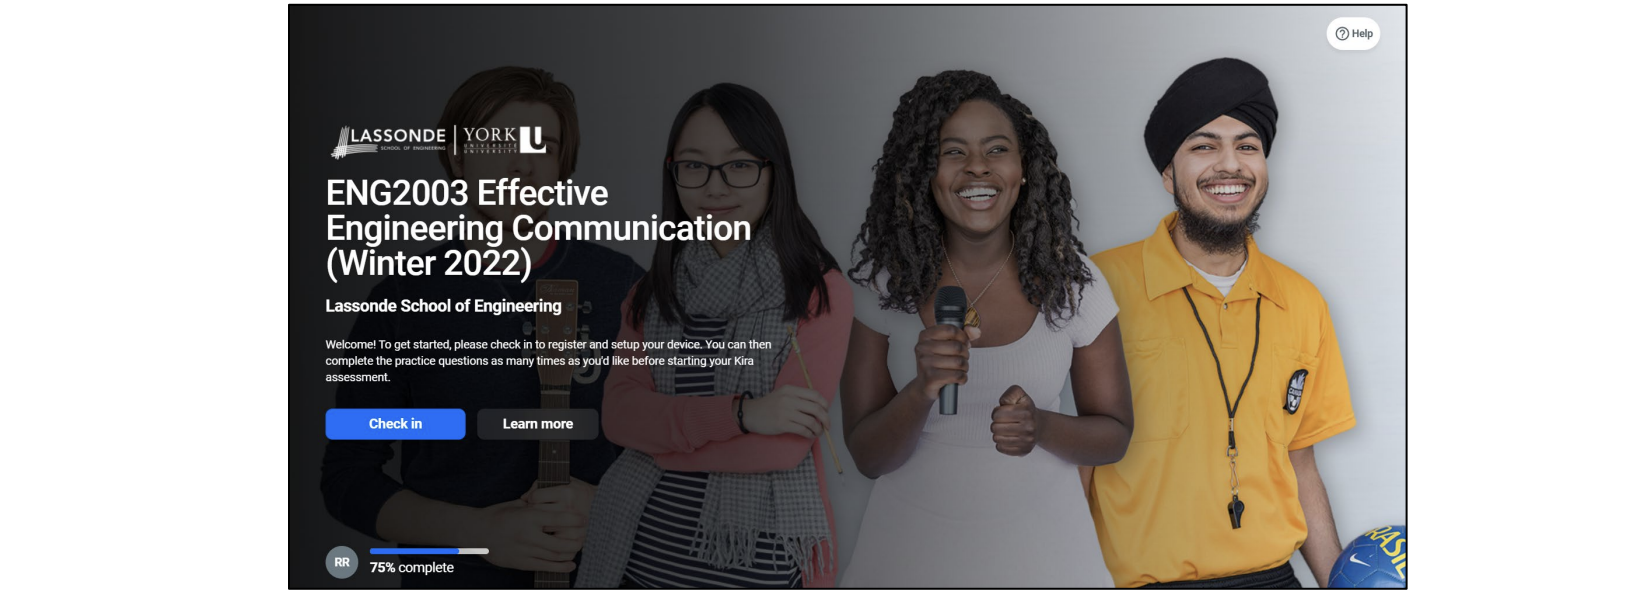 Help
LASSONDE
SCHOOL OF ENGINEERING
YORK U
UNIVERSITÉ
UNIVERSITY
ENG2003 Effective
Engineering Communication
(Winter 2022)
Lassonde School of Engineering
Welcome! To get started, please check in to register and setup your device. You can then
complete the practice questions as many times as you'd like before starting your Kira
assessment.
Check in
Learn more
CANADA
RR
75% complete
BRASIL